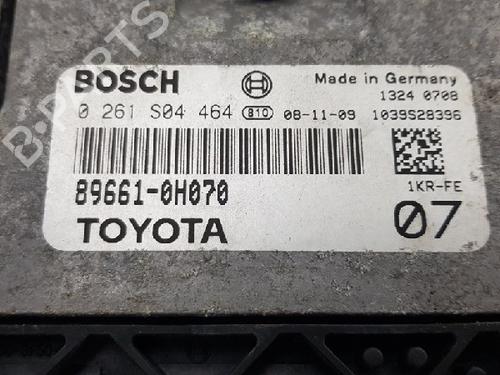 BOSCH
Made in Germany
1324 0708
0 261 S04 464 810 08-11-09 1039S28396
89661-0H070
1KR-FE
TOYOTA
07
B-PARTS